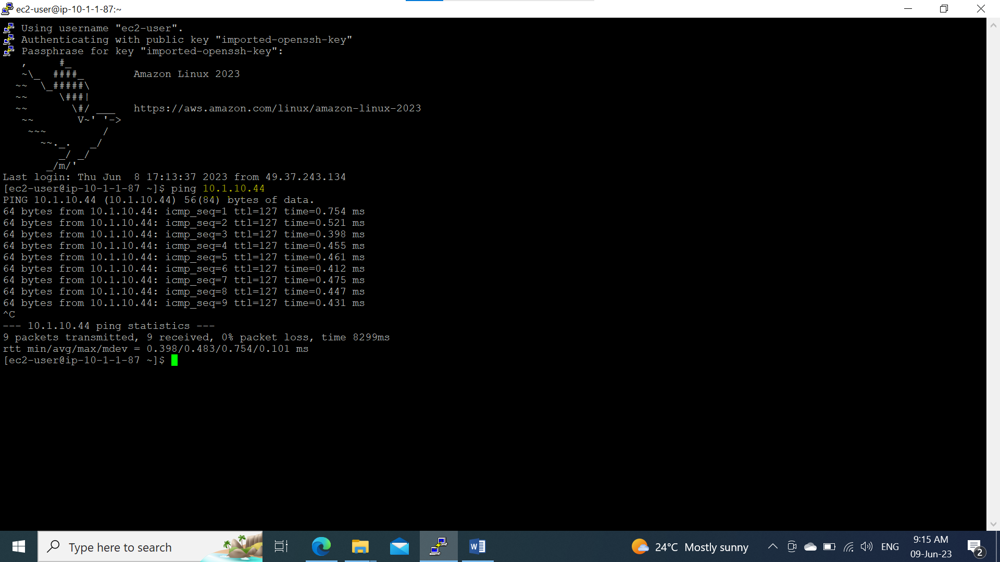 ec2-user@ip-10-1-1-87:~
Using username "ec2-user".
Authenticating with public key "imported-openssh-key"
Passphrase for key "imported-openssh-key":
   ,     #_
   ~\_  ####_        Amazon Linux 2023
  ~~  \_#####\
  ~~     \###|
  ~~       \#/ ___   https://aws.amazon.com/linux/amazon-linux-2023
   ~~       V~' '->
    ~~~         /
      ~~._.   _/
         _/ _/
       _/m/'
Last login: Thu Jun  8 17:13:37 2023 from 49.37.243.134
[ec2-user@ip-10-1-1-87 ~]$ ping 10.1.10.44
PING 10.1.10.44 (10.1.10.44) 56(84) bytes of data.
64 bytes from 10.1.10.44: icmp_seq=1 ttl=127 time=0.754 ms
64 bytes from 10.1.10.44: icmp_seq=2 ttl=127 time=0.521 ms
64 bytes from 10.1.10.44: icmp_seq=3 ttl=127 time=0.398 ms
64 bytes from 10.1.10.44: icmp_seq=4 ttl=127 time=0.455 ms
64 bytes from 10.1.10.44: icmp_seq=5 ttl=127 time=0.461 ms
64 bytes from 10.1.10.44: icmp_seq=6 ttl=127 time=0.412 ms
64 bytes from 10.1.10.44: icmp_seq=7 ttl=127 time=0.475 ms
64 bytes from 10.1.10.44: icmp_seq=8 ttl=127 time=0.447 ms
64 bytes from 10.1.10.44: icmp_seq=9 ttl=127 time=0.431 ms
^C
--- 10.1.10.44 ping statistics ---
9 packets transmitted, 9 received, 0% packet loss, time 8299ms
rtt min/avg/max/mdev = 0.398/0.483/0.754/0.101 ms
[ec2-user@ip-10-1-1-87 ~]$
Type here to search
24°C Mostly sunny
ENG
9:15 AM
09-Jun-23
2